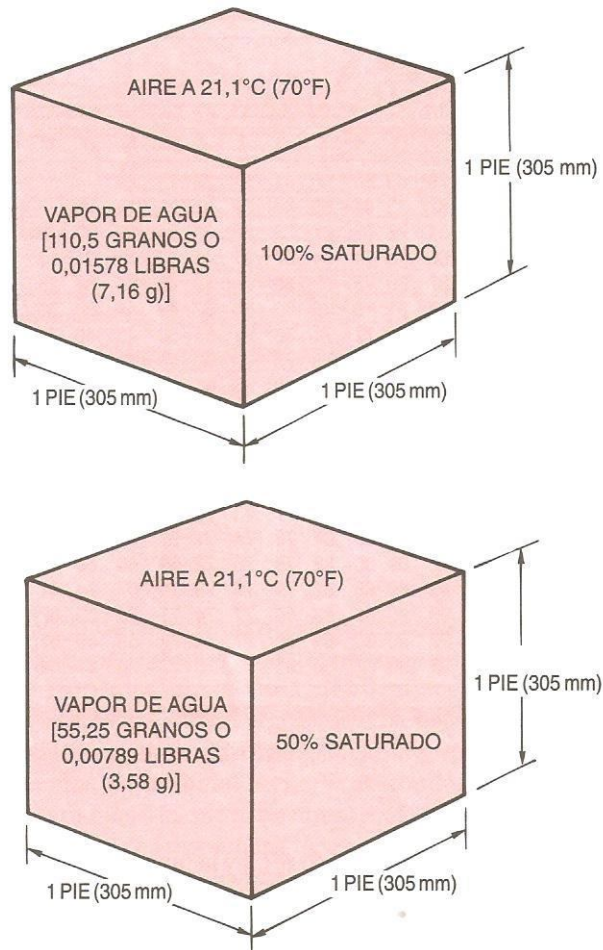 AIRE A 21,1°C (70°F)
1 PIE (305 mm)
VAPOR DE AGUA
[110,5 GRANOS O
0,01578 LIBRAS
(7,16 g)]
100% SATURADO
1 PIE (305 mm)
1 PIE (305 mm)
AIRE A 21,1°C (70°F)
1 PIE (305 mm)
VAPOR DE AGUA
[55,25 GRANOS O
0,00789 LIBRAS
(3,58 g)]
50% SATURADO
1 PIE (305 mm)
1 PIE (305 mm)